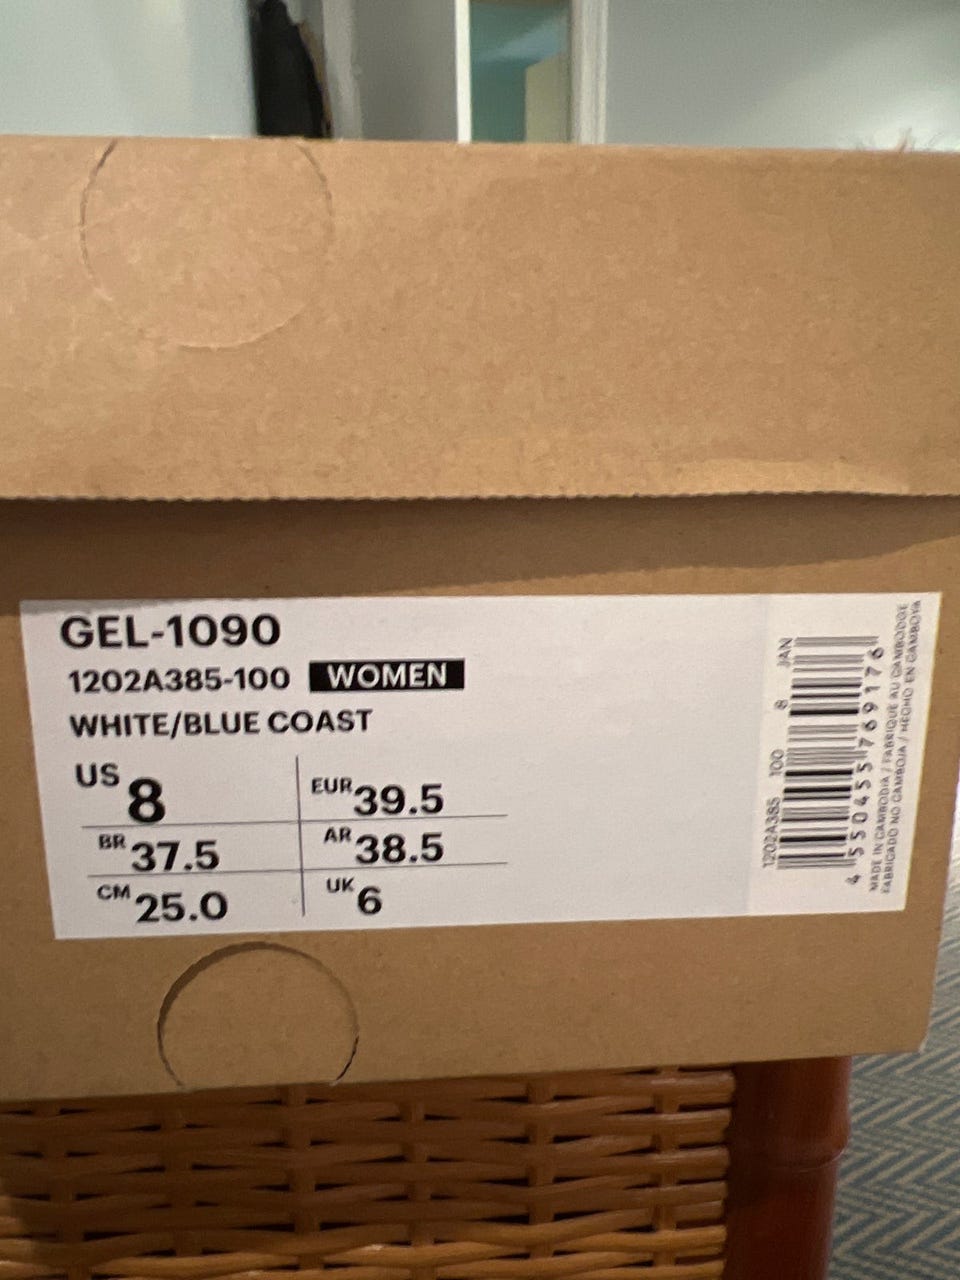 GEL-1090
1202A385-100 WOMEN
WHITE/BLUE COAST
US 8
EUR 39.5
BR 37.5
AR 38.5
CM 25.0
UK 6
1202A385 100 8 JAN
4 550455 769176
MADE IN CAMBODIA / FABRIQUE AU CAMBODGE
FABRICADO NO CAMBOJA / HECHO EN CAMBOYA